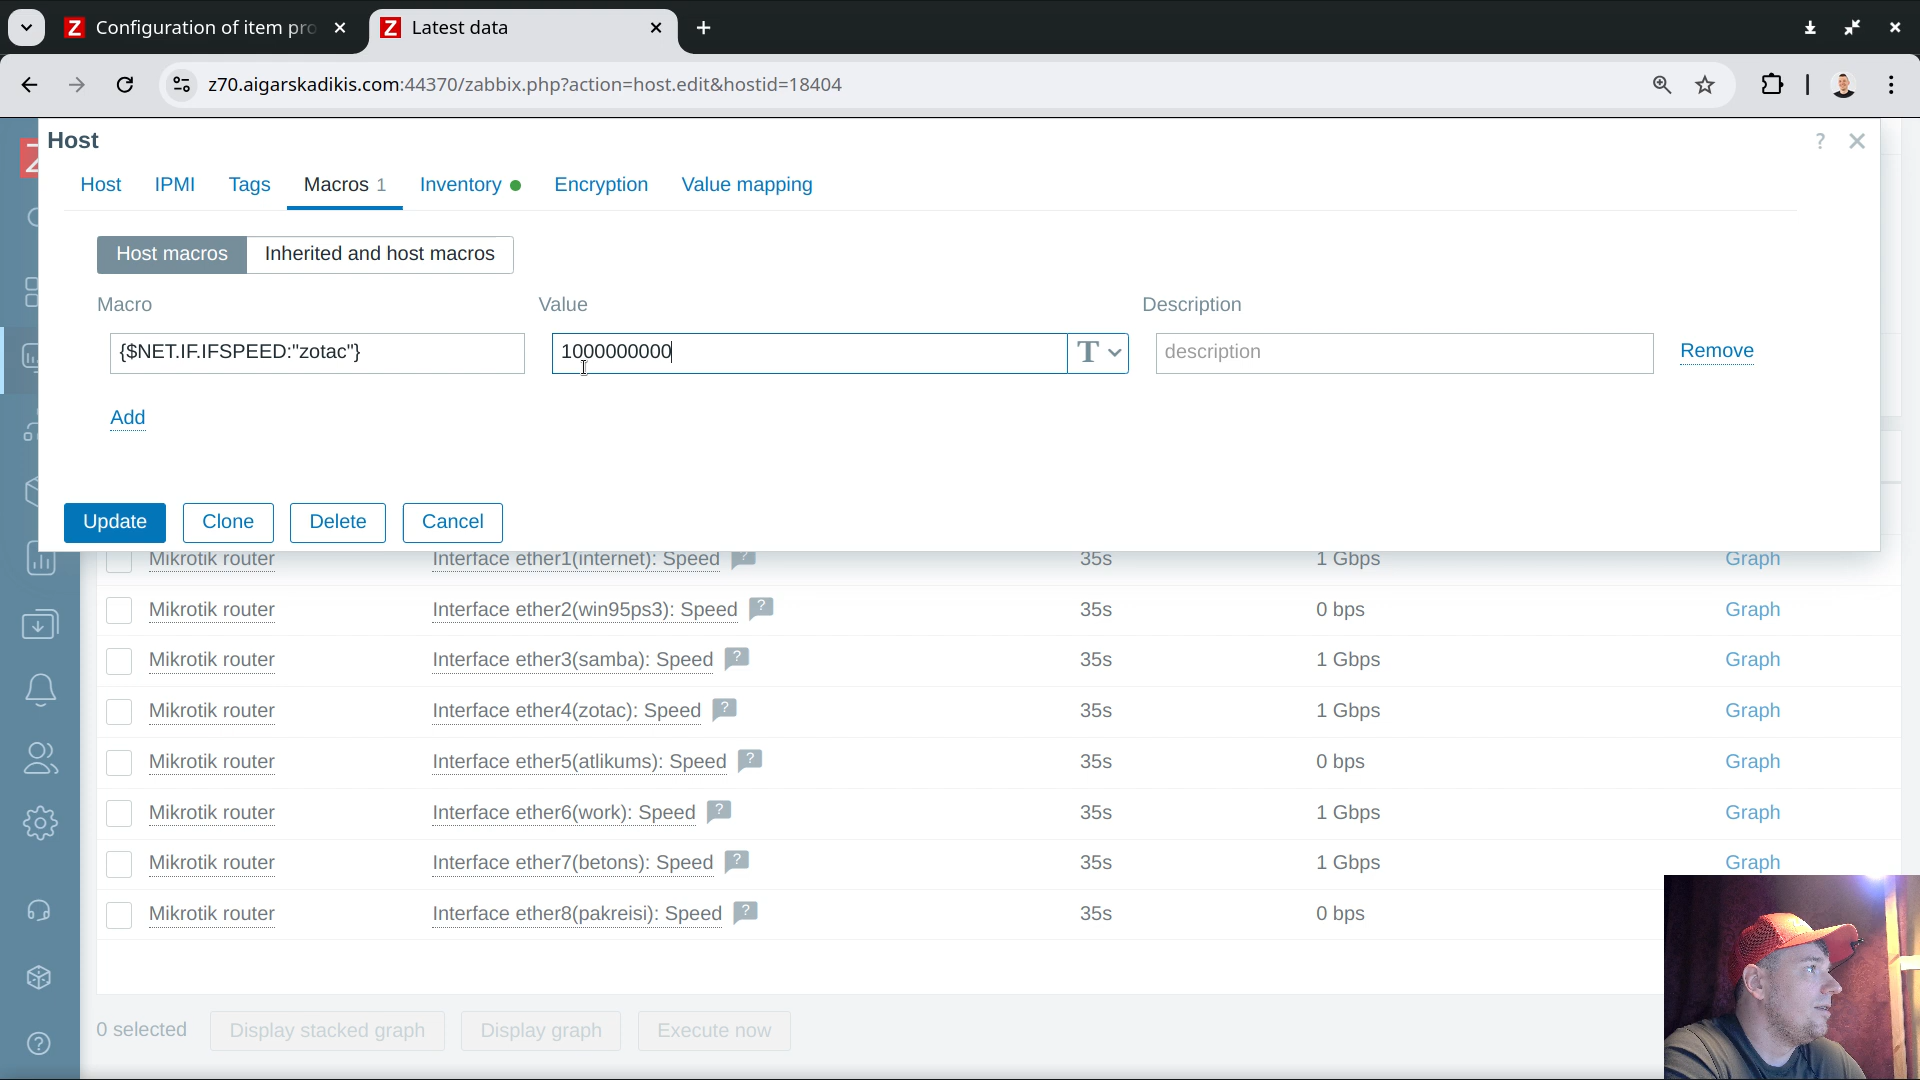 Z Configuration of item pro
Z Latest data
z70.aigarskadikis.com:44370/zabbix.php?action=host.edit&hostid=18404
Z
Host
?
Host IPMI Tags Macros 1 Inventory Encryption Value mapping
Host macros Inherited and host macros
Macro Value Description
{$NET.IF.IFSPEED:"zotac"} 1000000000 T description Remove
Add
Update Clone Delete Cancel
Mikrotik router Interface ether1(internet): Speed ? 35s 1 Gbps Graph
Mikrotik router Interface ether2(win95ps3): Speed ? 35s 0 bps Graph
Mikrotik router Interface ether3(samba): Speed ? 35s 1 Gbps Graph
Mikrotik router Interface ether4(zotac): Speed ? 35s 1 Gbps Graph
Mikrotik router Interface ether5(atlikums): Speed ? 35s 0 bps Graph
Mikrotik router Interface ether6(work): Speed ? 35s 1 Gbps Graph
Mikrotik router Interface ether7(betons): Speed ? 35s 1 Gbps Graph
Mikrotik router Interface ether8(pakreisi): Speed ? 35s 0 bps
0 selected Display stacked graph Display graph Execute now
?